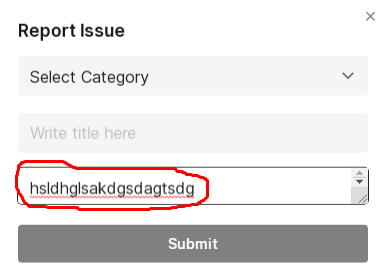 Report Issue
Select Category
Write title here
hsldhglsakdgsdagtsdg
Submit